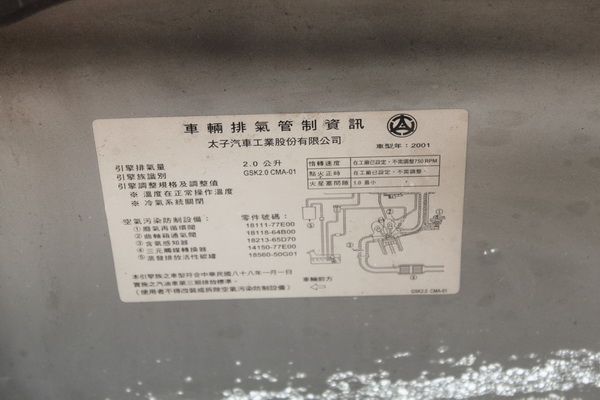 車輛排氣管制資訊
太子汽車工業股份有限公司
車型年：2001
引擎排氣量 2.0 公升
引擎族識別 GSK2.0 CMA-01
引擎調整規格及調整值
※ 溫度在正常操作溫度
※ 冷氣系統關閉
惰轉速度 在工廠已設定，不需調整750 RPM
點火正時 在工廠已設定，不需調整。
火星塞間隙 1.0 最小
空氣污染防制設備： 零件號碼：
①廢氣再循環閥 18111-77E00
②曲軸箱通氣閥 18118-64B00
③含氧感知器 18213-65D70
④三元觸媒轉換器 14150-77E00
⑤蒸發排放活性碳罐 18560-50G01
本引擎族之車型符合中華民國八十八年一月一日
實施之汽油車第三期排放標準。
（使用者不得改裝或拆除空氣污染防制設備）
車輛前方
GSK2.0 CMA-01